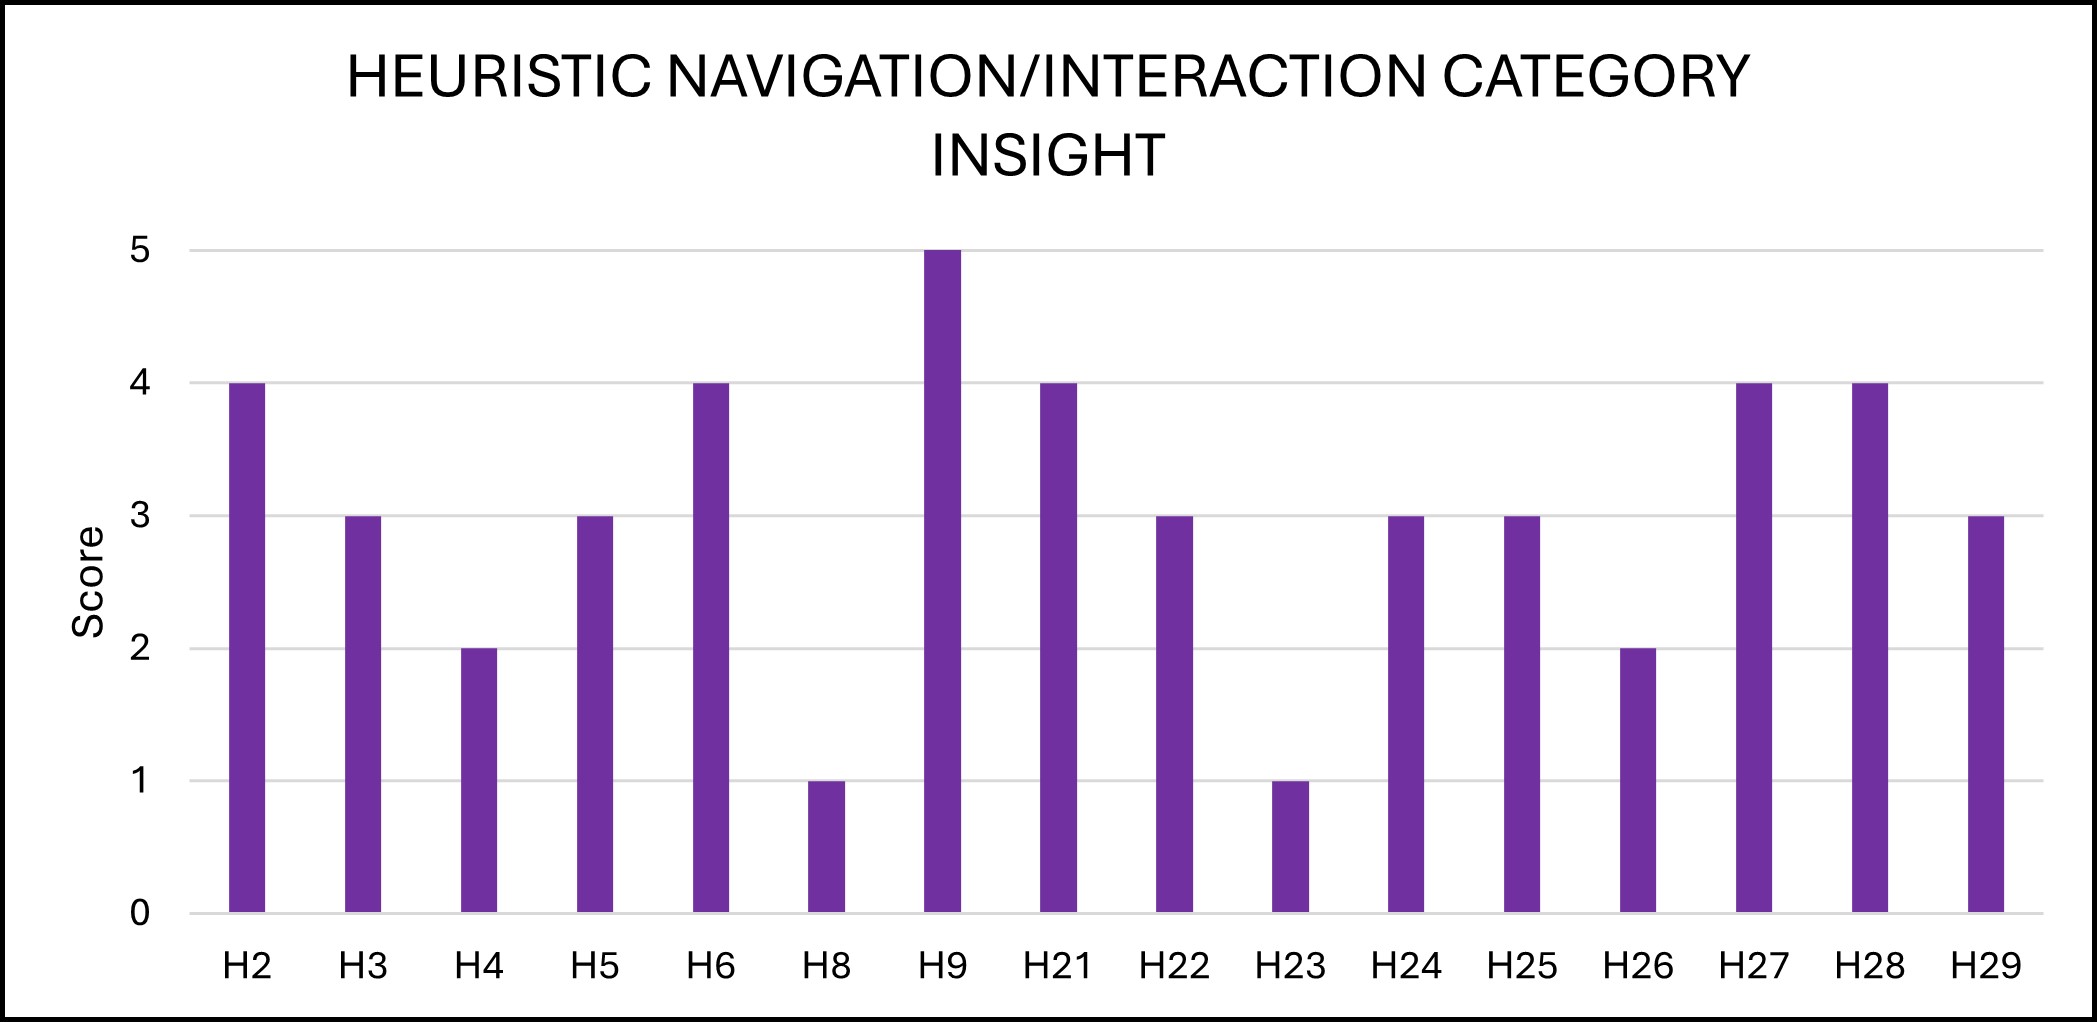 HEURISTIC NAVIGATION/INTERACTION CATEGORY
INSIGHT
5
4
3
2
1
0
Score
H2 H3 H4 H5 H6 H8 H9 H21 H22 H23 H24 H25 H26 H27 H28 H29